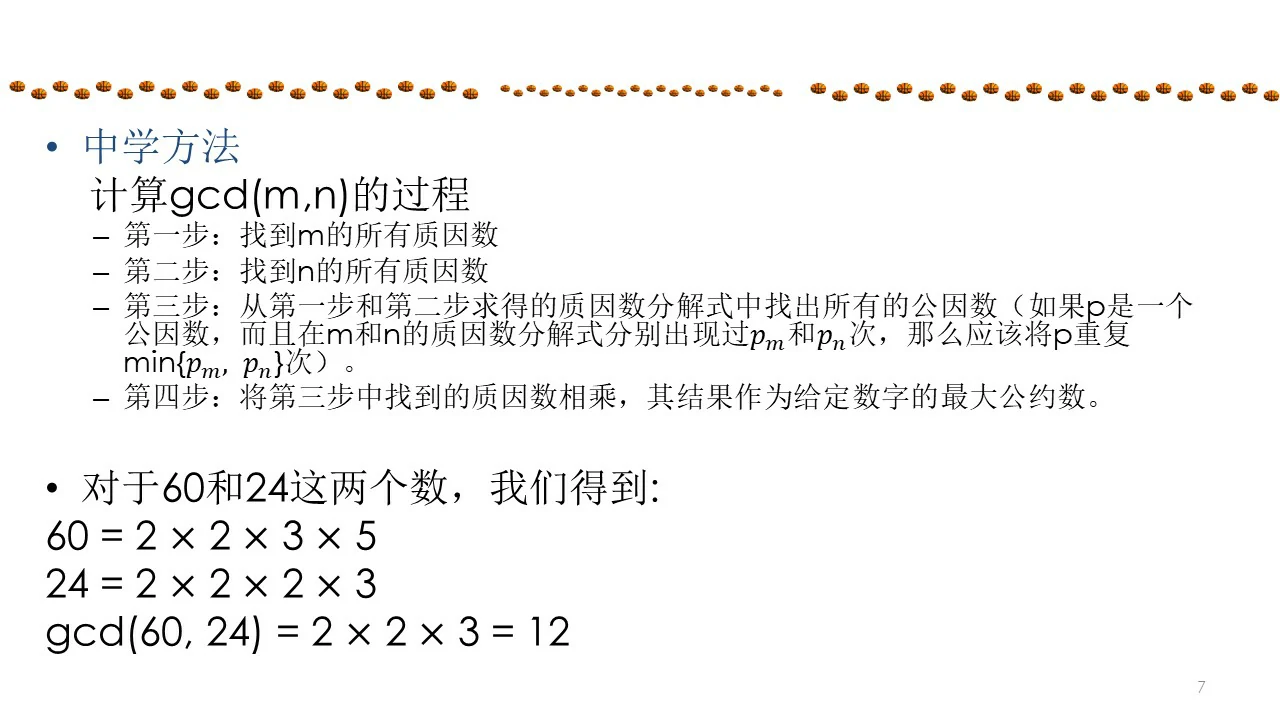 • 中学方法
计算gcd(m,n)的过程
– 第一步：找到m的所有质因数
– 第二步：找到n的所有质因数
– 第三步：从第一步和第二步求得的质因数分解式中找出所有的公因数（如果p是一个
公因数，而且在m和n的质因数分解式分别出现过pₘ和pₙ次，那么应该将p重复
min{pₘ, pₙ}次）。
– 第四步：将第三步中找到的质因数相乘，其结果作为给定数字的最大公约数。
• 对于60和24这两个数，我们得到:
60 = 2 × 2 × 3 × 5
24 = 2 × 2 × 2 × 3
gcd(60, 24) = 2 × 2 × 3 = 12
7